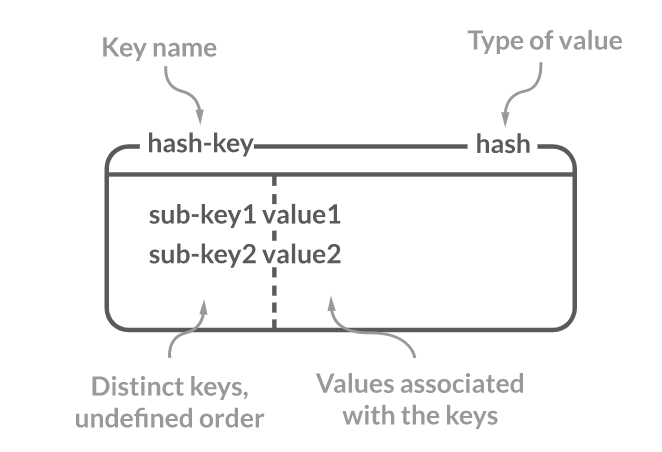 Key name
Type of value
hash-key
hash
sub-key1 value1
sub-key2 value2
Distinct keys,
undefined order
Values associated
with the keys